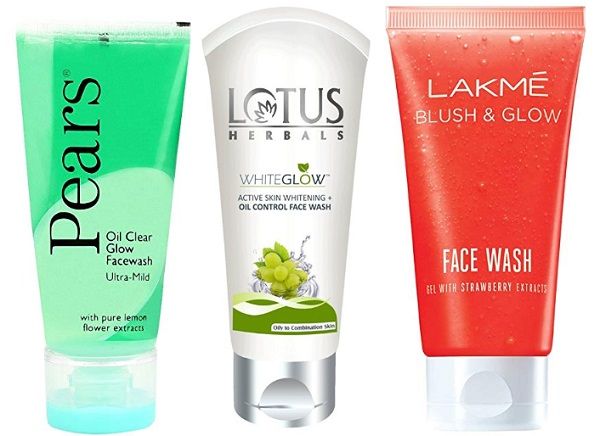 Pears®
Oil Clear
Glow
Facewash
Ultra-Mild
with pure lemon
flower extracts
LOTUS
HERBALS
WHITEGLOW™
ACTIVE SKIN WHITENING +
OIL CONTROL FACE WASH
Oily to Combination Skin
LAKMÉ
BLUSH & GLOW
FACE WASH
GEL WITH STRAWBERRY EXTRACTS